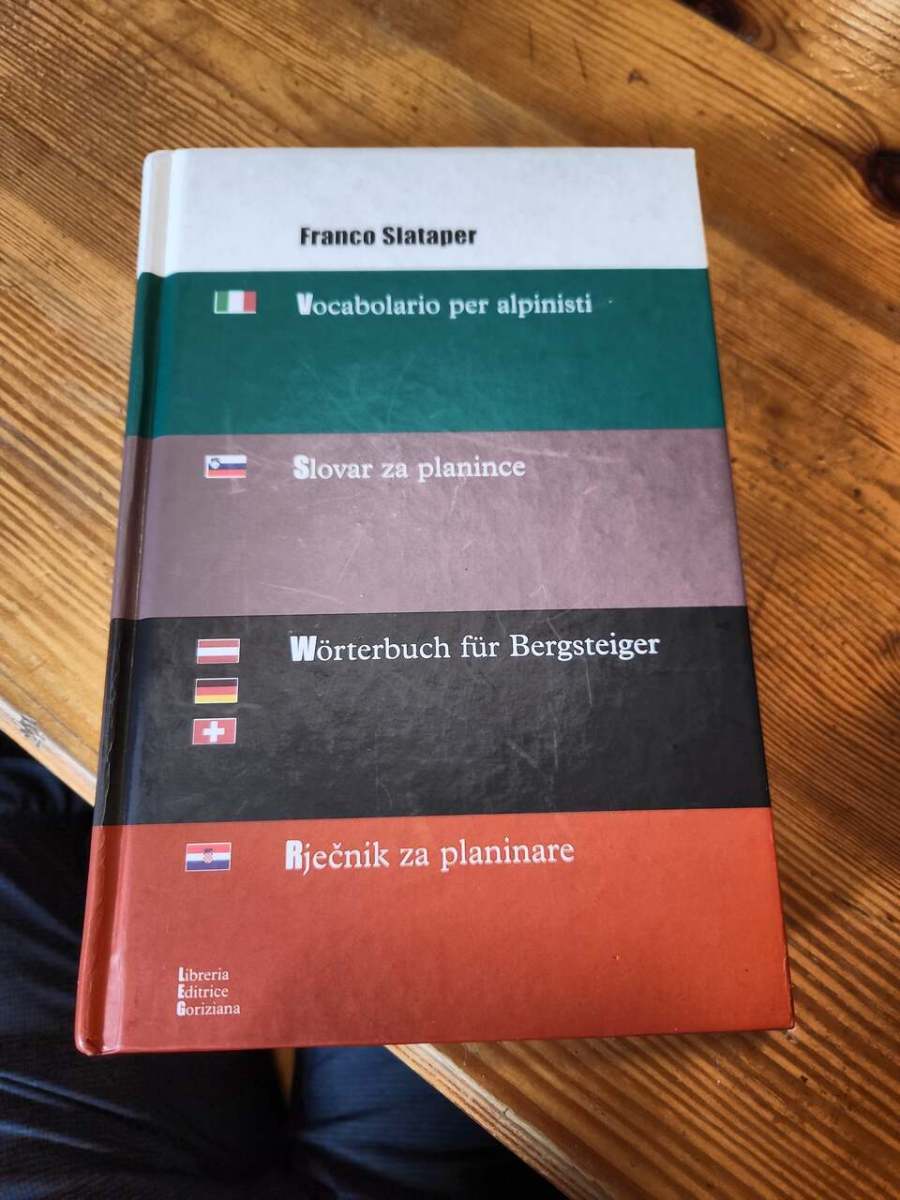 Franco Slataper
Vocabolario per alpinisti
Slovar za planince
Wörterbuch für Bergsteiger
Rječnik za planinare
Libreria
Editrice
Goriziana